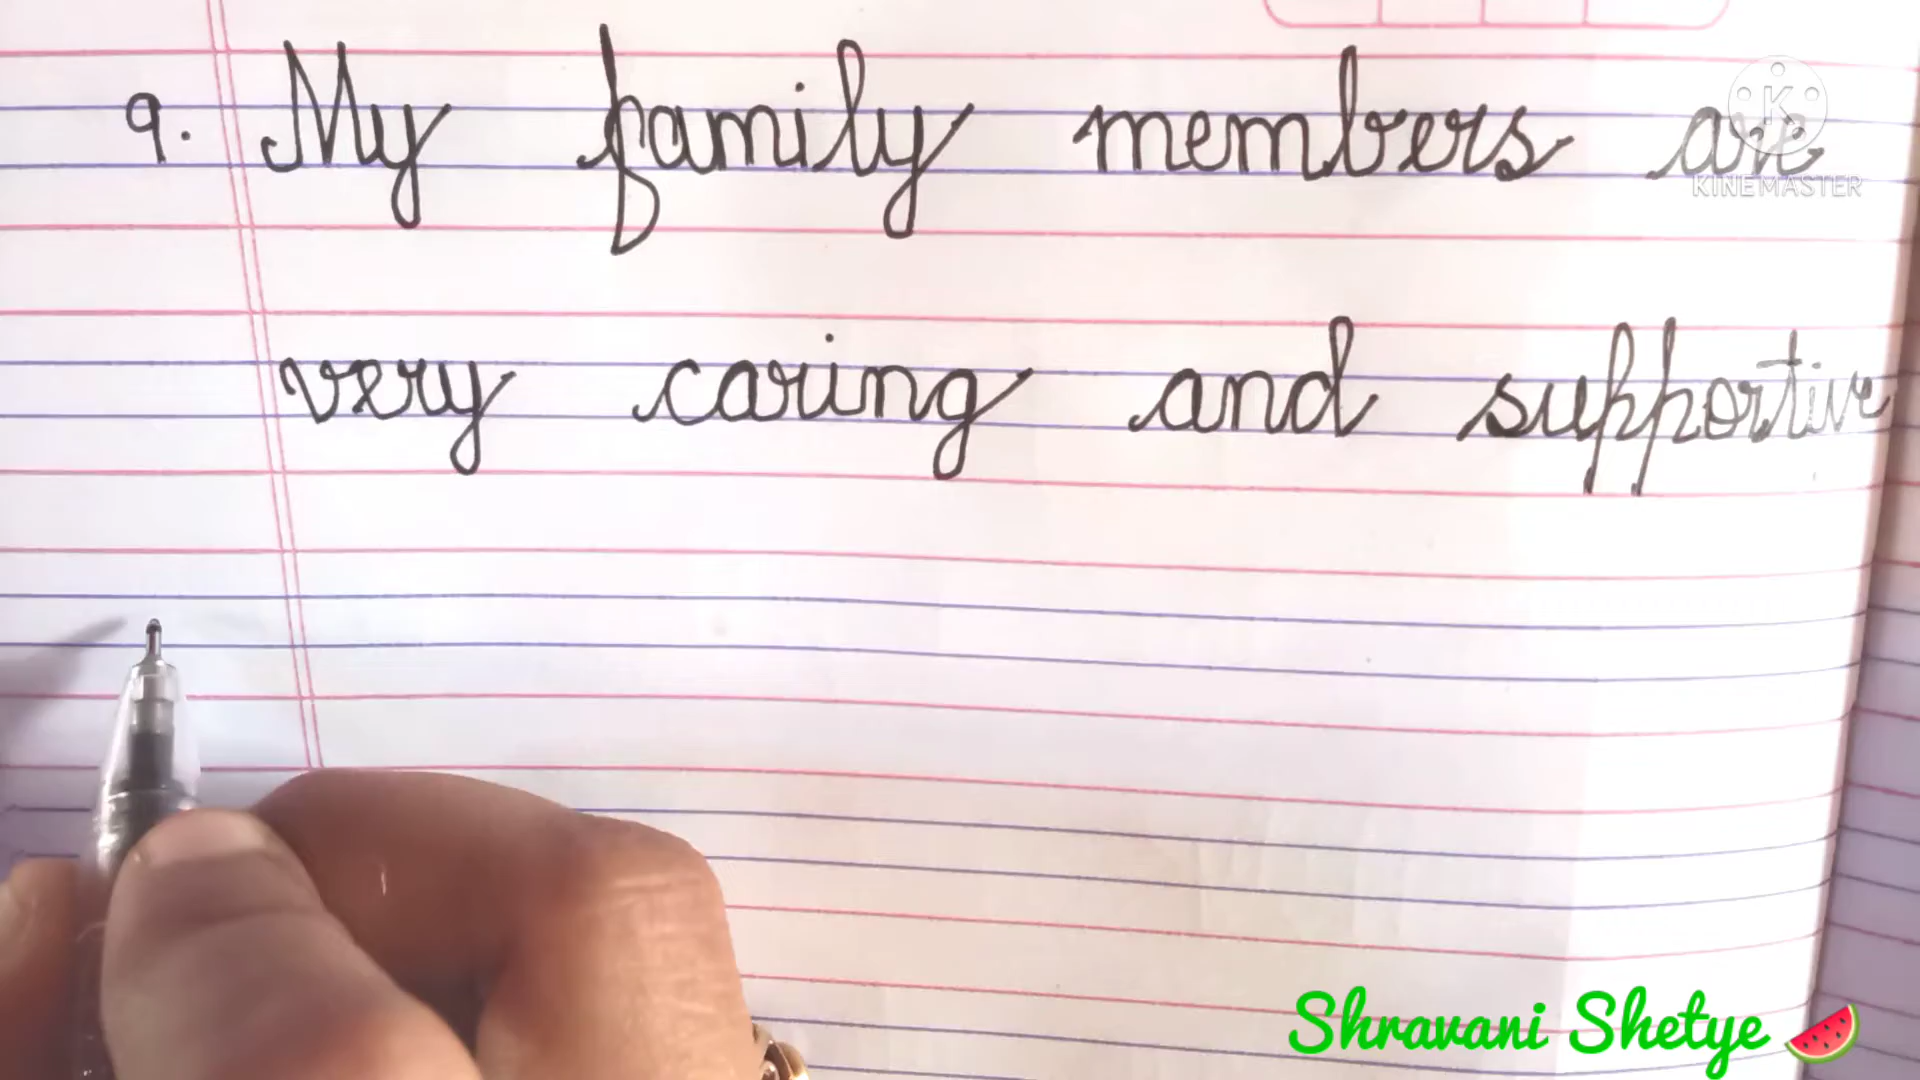 9. My family members are
very caring and supportive
KINEMASTER
Shravani Shetye